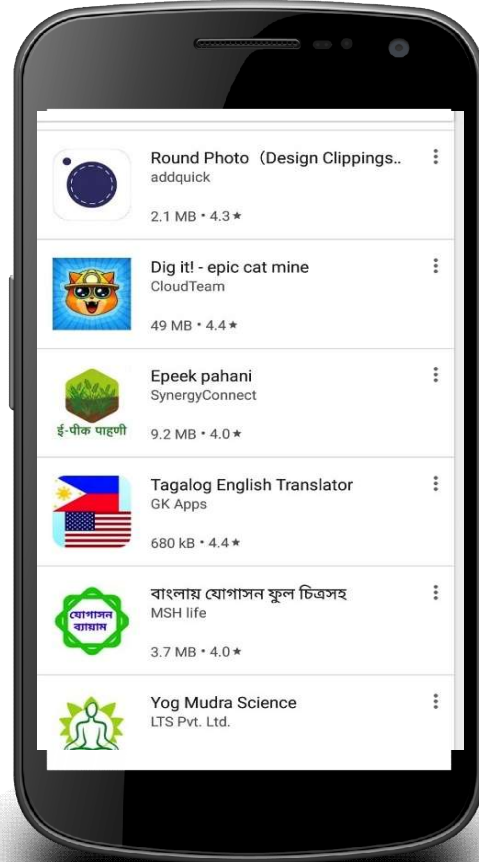 Round Photo（Design Clippings..
addquick
2.1 MB • 4.3 ★
Dig it! - epic cat mine
CloudTeam
49 MB • 4.4 ★
ई-पीक पाहणी
Epeek pahani
SynergyConnect
9.2 MB • 4.0 ★
Tagalog English Translator
GK Apps
680 kB • 4.4 ★
যোগাসন
ব্যায়াম
বাংলায় যোগাসন ফুল চিত্রসহ
MSH life
3.7 MB • 4.0 ★
Yog Mudra Science
LTS Pvt. Ltd.